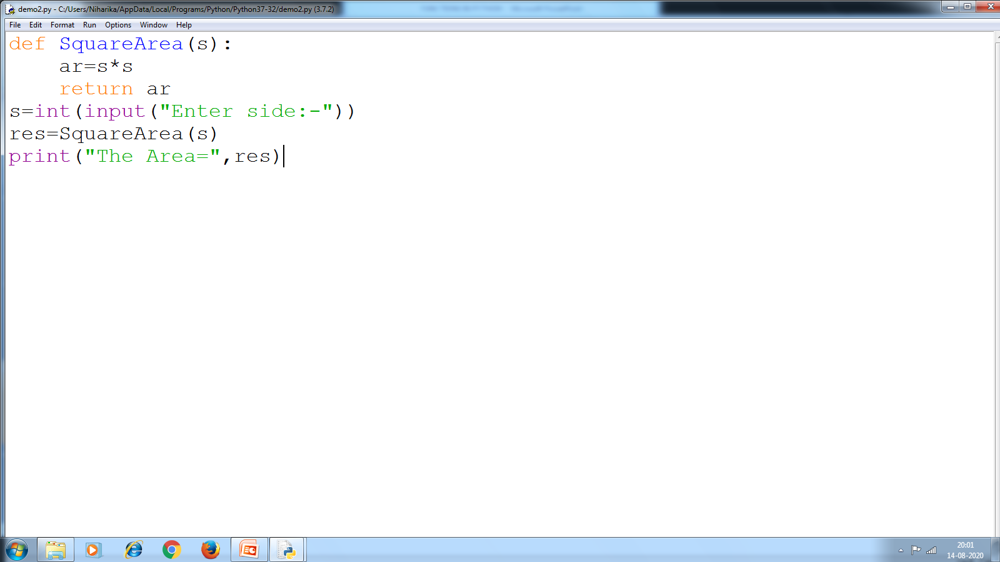 demo2.py - C:/Users/Niharika/AppData/Local/Programs/Python/Python37-32/demo2.py (3.7.2)
File Edit Format Run Options Window Help
def SquareArea(s):
    ar=s*s
    return ar
s=int(input("Enter side:-"))
res=SquareArea(s)
print("The Area=",res)
20:01
14-08-2020